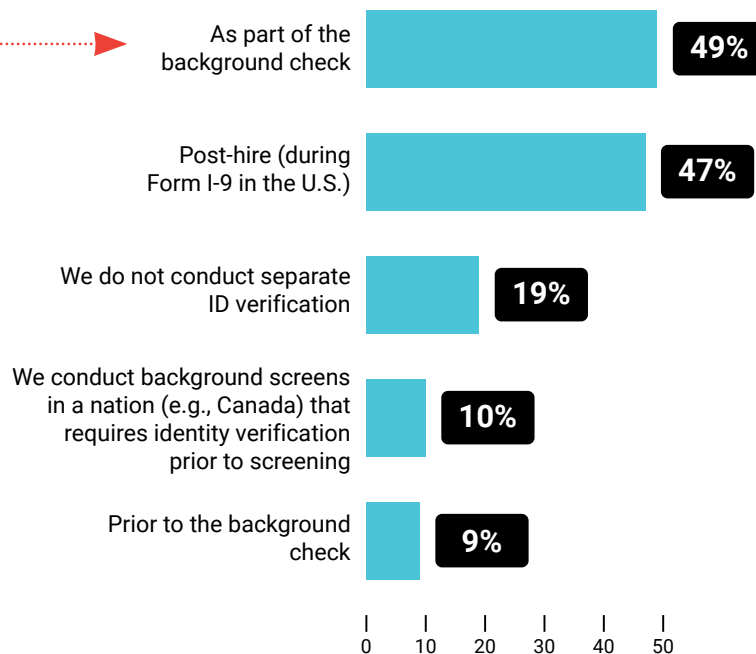 As part of the
background check
49%
Post-hire (during
Form I-9 in the U.S.)
47%
We do not conduct separate
ID verification
19%
We conduct background screens
in a nation (e.g., Canada) that
requires identity verification
prior to screening
10%
Prior to the background
check
9%
0 10 20 30 40 50